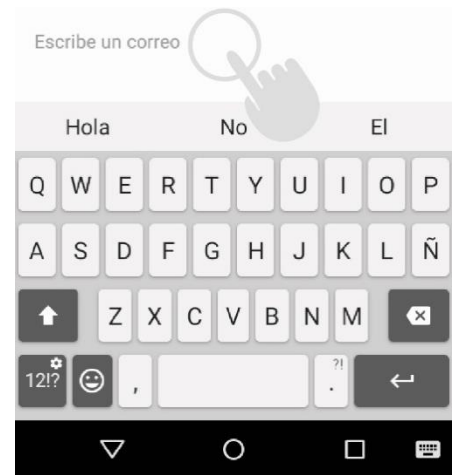 Escribe un correo
Hola No El
Q W E R T Y U I O P
A S D F G H J K L Ñ
Z X C V B N M
12!? , ?! .